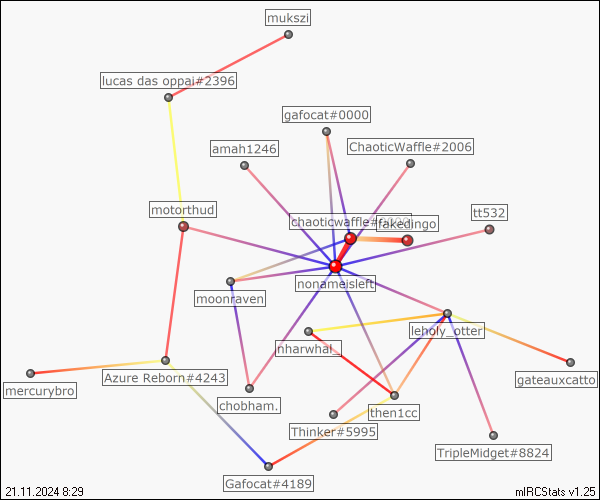 mukszi
lucas das oppai#2396
gafocat#0000
amah1246
ChaoticWaffle#2006
motorthud
tt532
chaoticwaffle#
fakedingo
nonameisleft
moonraven
leholy_otter
nharwhal_
gateauxcatto
Azure Reborn#4243
mercurybro
chobham.
then1cc
Thinker#5995
TripleMidget#8824
Gafocat#4189
21.11.2024 8:29
mIRCStats v1.25